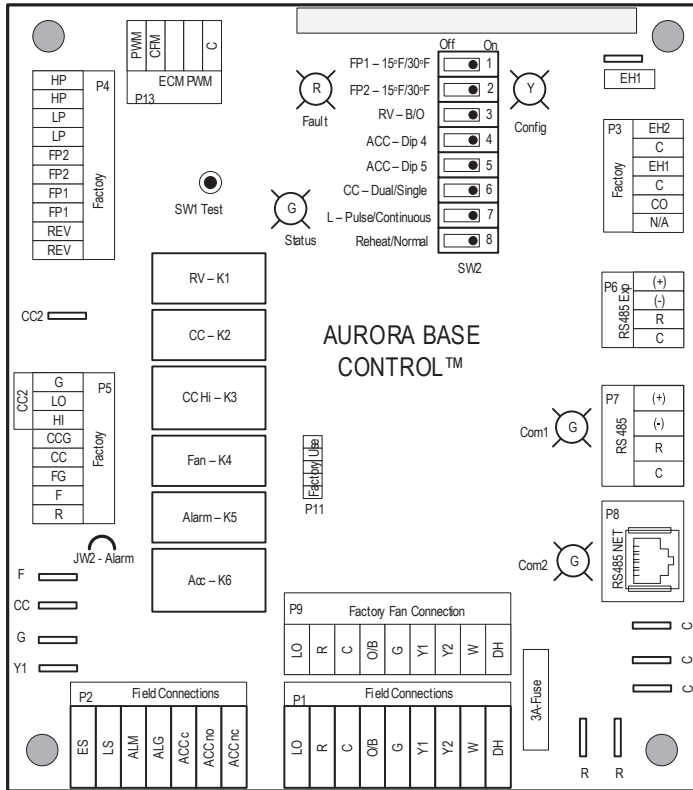 PWM
CFM
C
ECM PWM
P13
Off On
FP1 – 15ºF/30ºF 1
FP2 – 15ºF/30ºF 2
RV – B/O 3
ACC – Dip 4 4
ACC – Dip 5 5
CC – Dual/Single 6
L – Pulse/Continuous 7
Reheat/Normal 8
SW2
R
Fault
Y
Config
G
Status
SW1 Test
EH1
P4
Factory
HP
HP
LP
LP
FP2
FP2
FP1
FP1
REV
REV
P3
Factory
EH2
C
EH1
C
CO
N/A
CC2
RV – K1
CC – K2
CC Hi – K3
Fan – K4
Alarm – K5
Acc – K6
AURORA BASE
CONTROL™
P6
RS485 Exp
(+)
(-)
R
C
CC2
P5
Factory
G
LO
HI
CCG
CC
FG
F
R
Factory Use
P11
Com1
G
P7
RS 485
(+)
(-)
R
C
P8
RS485 NET
Com2
G
JW2 - Alarm
F
CC
G
Y1
P9
Factory Fan Connection
LO
R
C
O/B
G
Y1
Y2
W
DH
C
C
C
P2
Field Connections
ES
LS
ALM
ALG
ACC c
ACC no
ACC nc
P1
Field Connections
LO
R
C
O/B
G
Y1
Y2
W
DH
3A-Fuse
R
R